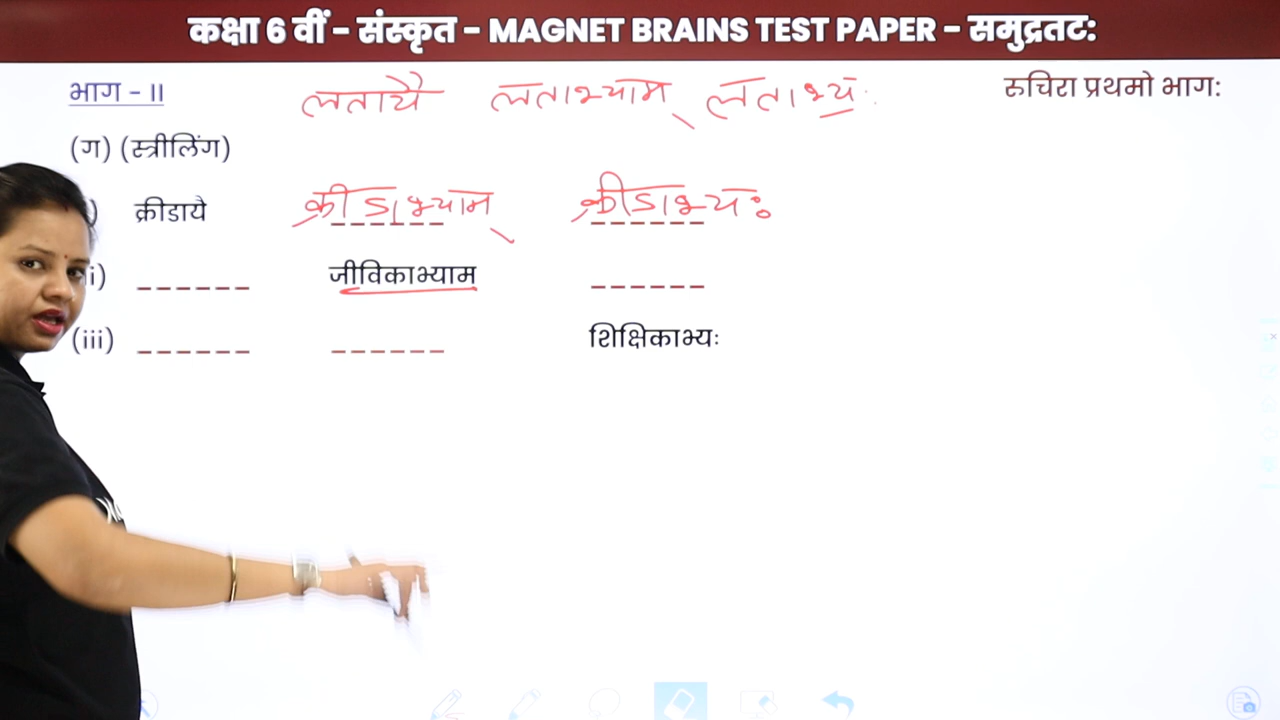 कक्षा 6 वीं - संस्कृत - MAGNET BRAINS TEST PAPER - समुद्रतट:
भाग - II लतायै लताभ्याम् लताभ्यः रुचिरा प्रथमो भाग:
(ग) (स्त्रीलिंग)
) क्रीडायै क्रीडाभ्याम् क्रीडाभ्यः
i) ______ जीविकाभ्याम ______
(iii) ______ ______ शिक्षिकाभ्यः